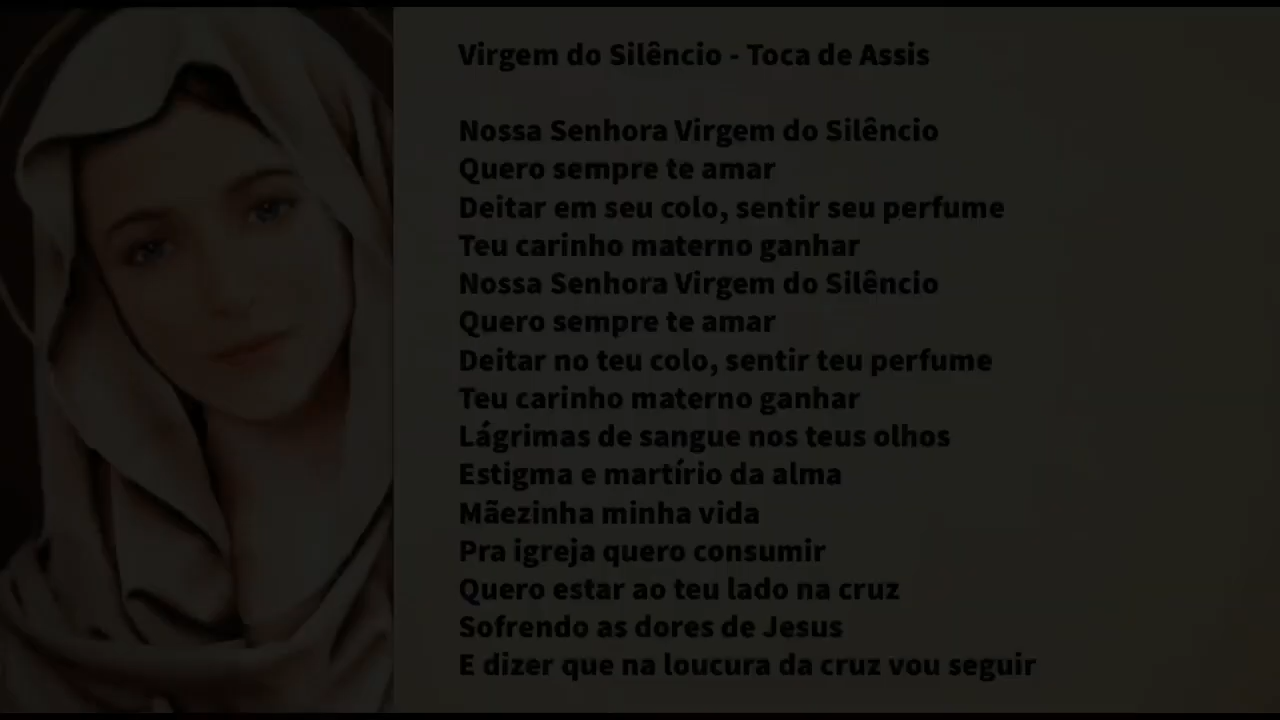 Virgem do Silêncio - Toca de Assis
Nossa Senhora Virgem do Silêncio
Quero sempre te amar
Deitar em seu colo, sentir seu perfume
Teu carinho materno ganhar
Nossa Senhora Virgem do Silêncio
Quero sempre te amar
Deitar no teu colo, sentir teu perfume
Teu carinho materno ganhar
Lágrimas de sangue nos teus olhos
Estigma e martírio da alma
Mãezinha minha vida
Pra igreja quero consumir
Quero estar ao teu lado na cruz
Sofrendo as dores de Jesus
E dizer que na loucura da cruz vou seguir